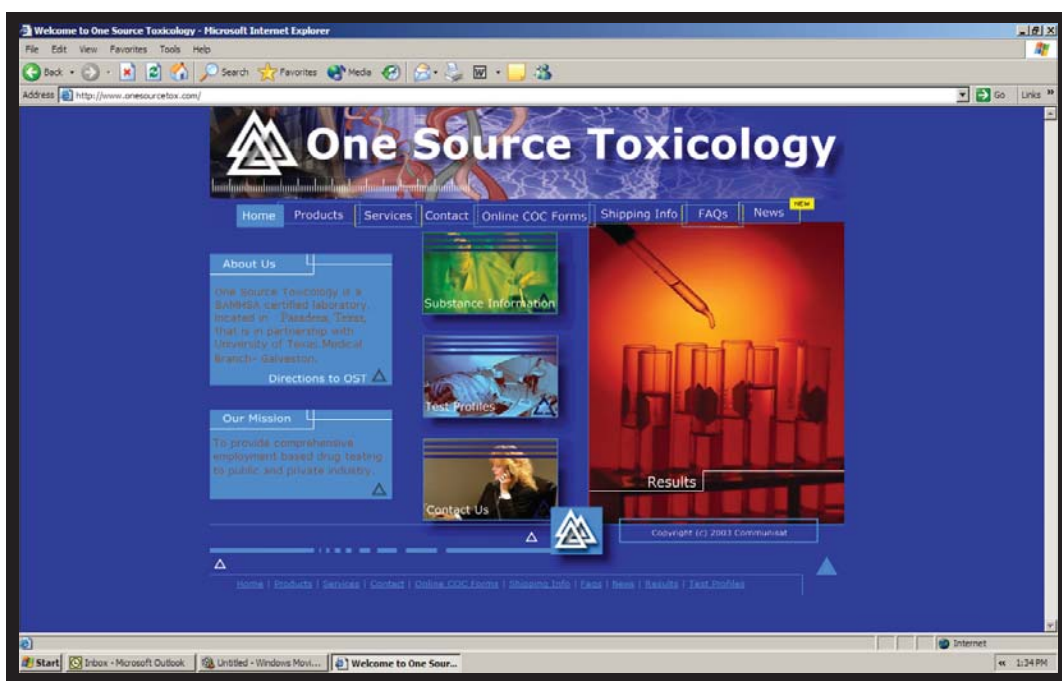 Welcome to One Source Toxicology - Microsoft Internet Explorer
File Edit View Favorites Tools Help
Back Search Favorites Media
Address http://www.onesourcetox.com/ Go Links »
One Source Toxicology
NEW
Home Products Services Contact Online COC Forms Shipping Info FAQs News
About Us
One Source Toxicology is a
SAMHSA certified laboratory,
located in Pasadena, Texas,
that is in partnership with
University of Texas Medical
Branch- Galveston.
Directions to OST
Our Mission
To provide comprehensive
employment based drug testing
to public and private industry.
Substance Information
Test Profiles
Contact Us
Results
Copyright (c) 2003 Communisat
Home | Products | Services | Contact | Online COC Forms | Shipping Info | Faqs | News | Results | Test Profiles
Internet
Start Inbox - Microsoft Outlook Untitled - Windows Movi... Welcome to One Sour... « 1:34 PM